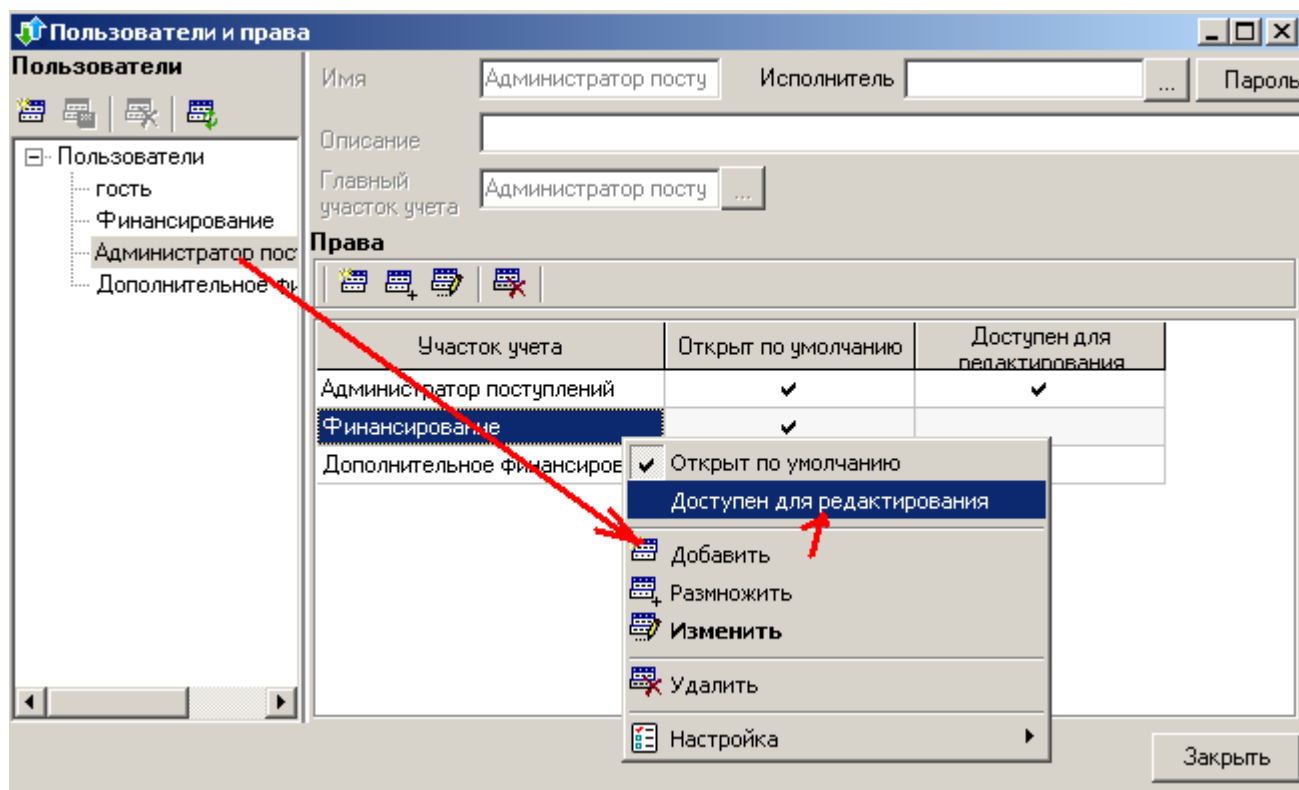 Пользователи и права
Пользователи
Имя
Администратор посту
Исполнитель
...
Пароль
Описание
Пользователи
гость
Финансирование
Администратор пос
Дополнительное
Главный
участок учета
Администратор посту
...
Права
Участок учета
Открыт по умолчанию
Доступен для
редактирования
Администратор поступлений
Финансирование
Дополнительное финансиров
Открыт по умолчанию
Доступен для редактирования
Добавить
Размножить
Изменить
Удалить
Настройка
Закрыть